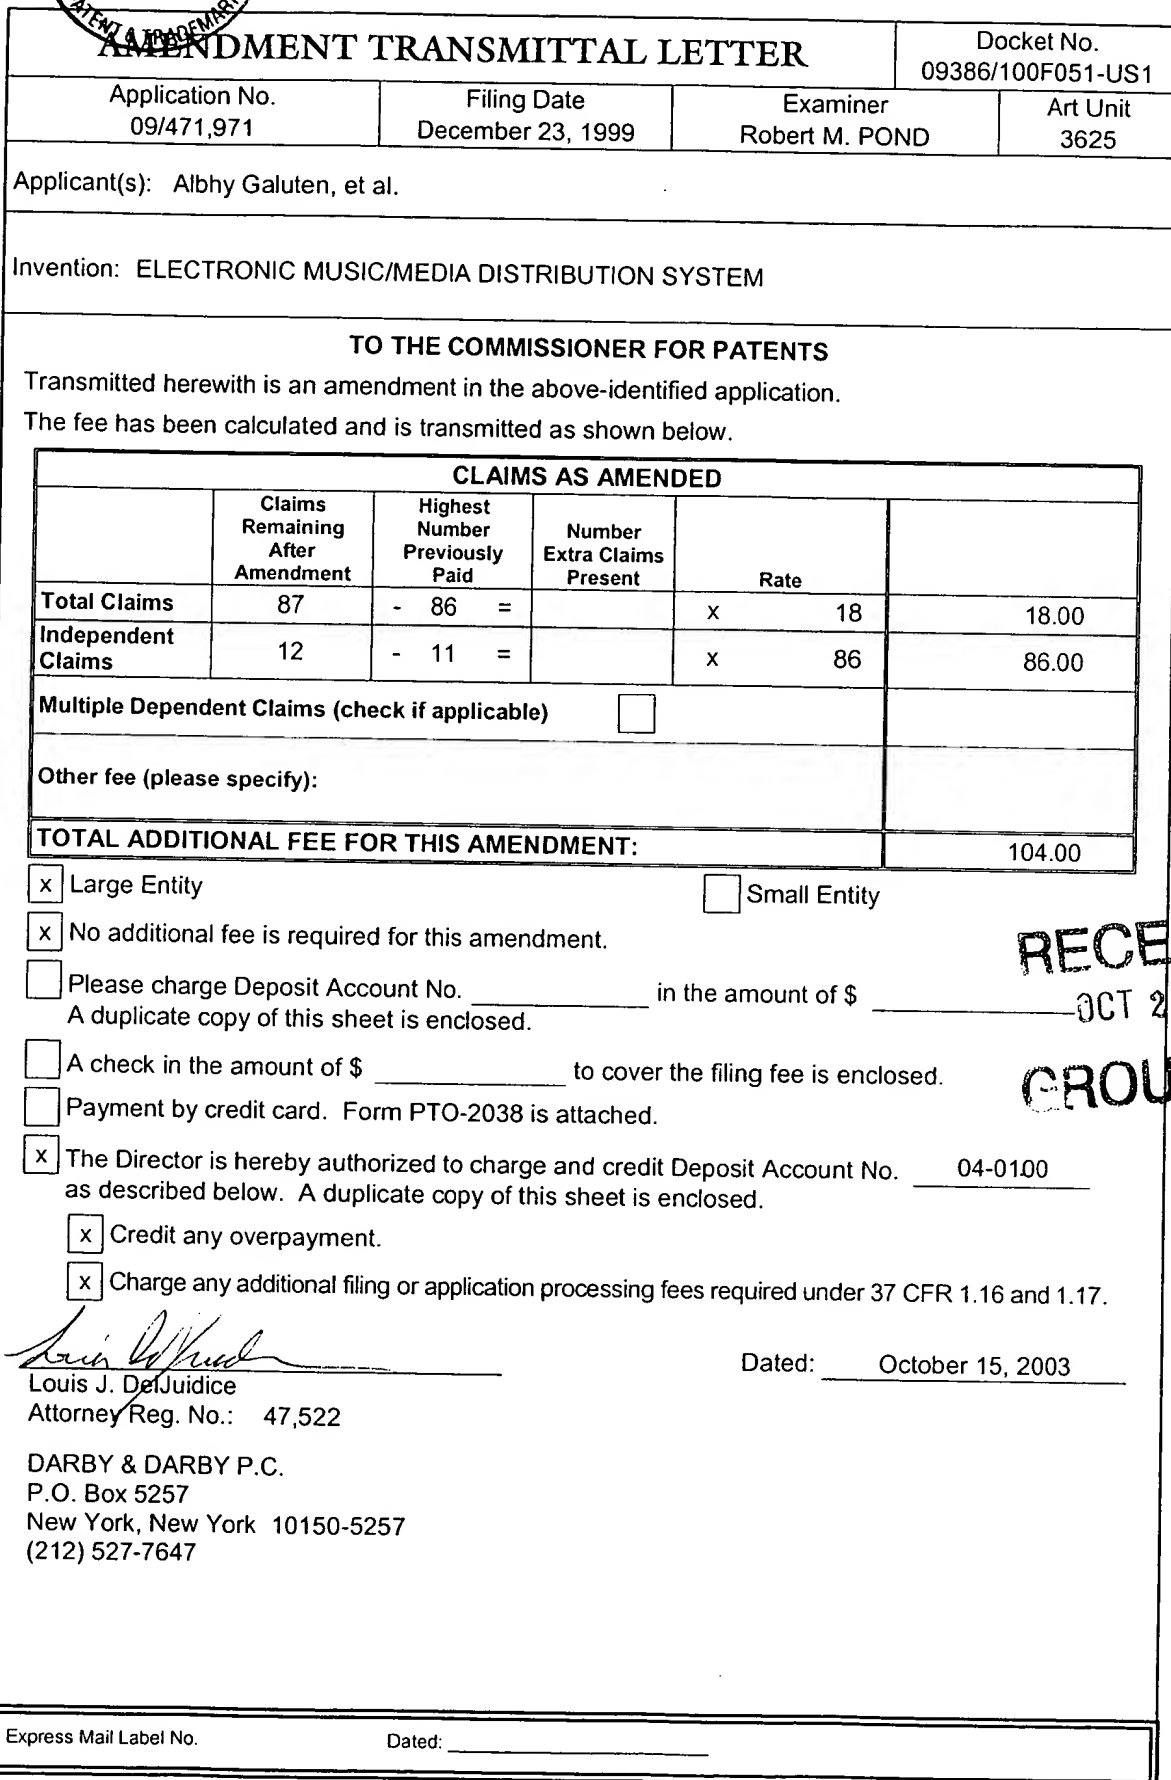 PATENT & TRADEMAR
AMENDMENT TRANSMITTAL LETTER
Docket No.
09386/100F051-US1
Application No.
09/471,971
Filing Date
December 23, 1999
Examiner
Robert M. POND
Art Unit
3625
Applicant(s): Albhy Galuten, et al.
Invention: ELECTRONIC MUSIC/MEDIA DISTRIBUTION SYSTEM
TO THE COMMISSIONER FOR PATENTS
Transmitted herewith is an amendment in the above-identified application.
The fee has been calculated and is transmitted as shown below.
CLAIMS AS AMENDED
Claims Remaining After Amendment
Highest Number Previously Paid
Number Extra Claims Present
Rate
Total Claims 87 - 86 = x 18 18.00
Independent Claims 12 - 11 = x 86 86.00
Multiple Dependent Claims (check if applicable)
Other fee (please specify):
TOTAL ADDITIONAL FEE FOR THIS AMENDMENT: 104.00
x Large Entity Small Entity
x No additional fee is required for this amendment.
RECE
Please charge Deposit Account No. in the amount of $
OCT 2
A duplicate copy of this sheet is enclosed.
A check in the amount of $ to cover the filing fee is enclosed.
GROU
Payment by credit card. Form PTO-2038 is attached.
x The Director is hereby authorized to charge and credit Deposit Account No. 04-0100
as described below. A duplicate copy of this sheet is enclosed.
x Credit any overpayment.
x Charge any additional filing or application processing fees required under 37 CFR 1.16 and 1.17.
Dated: October 15, 2003
Louis J. DelJuidice
Attorney Reg. No.: 47,522
DARBY & DARBY P.C.
P.O. Box 5257
New York, New York 10150-5257
(212) 527-7647
Express Mail Label No. Dated: